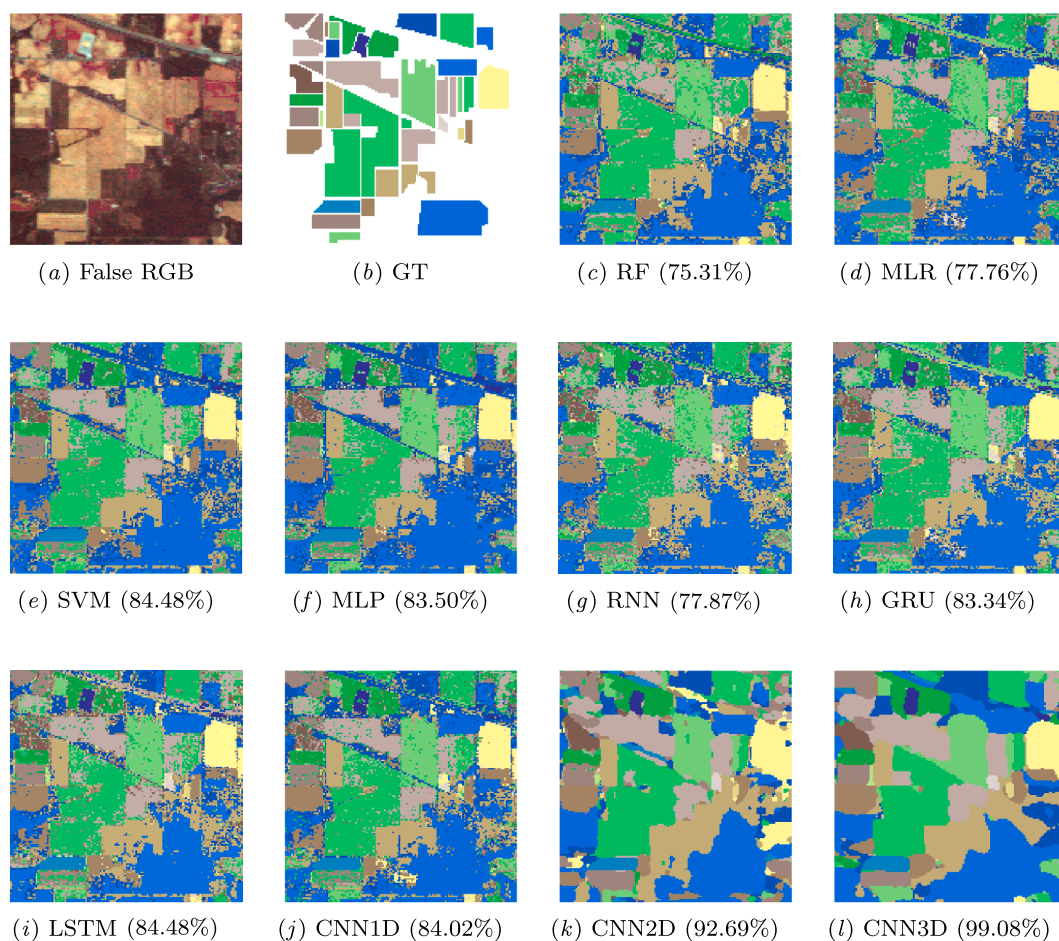 (a) False RGB
(b) GT
(c) RF (75.31%)
(d) MLR (77.76%)
(e) SVM (84.48%)
(f) MLP (83.50%)
(g) RNN (77.87%)
(h) GRU (83.34%)
(i) LSTM (84.48%)
(j) CNN1D (84.02%)
(k) CNN2D (92.69%)
(l) CNN3D (99.08%)